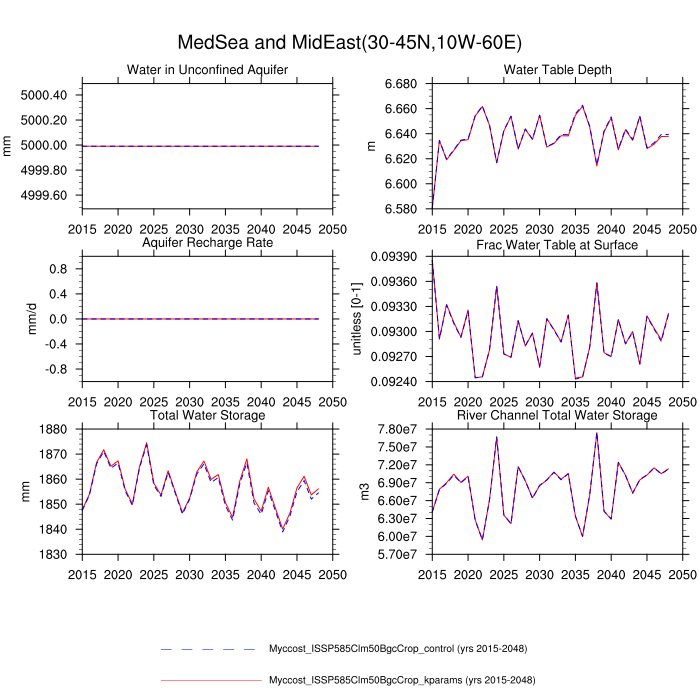 MedSea and MidEast(30-45N,10W-60E)
Water in Unconfined Aquifer
5000.40
5000.20
5000.00
4999.80
4999.60
mm
2015 2020 2025 2030 2035 2040 2045 2050
Water Table Depth
6.680
6.660
6.640
6.620
6.600
6.580
m
2015 2020 2025 2030 2035 2040 2045 2050
Aquifer Recharge Rate
0.8
0.4
0.0
-0.4
-0.8
mm/d
2015 2020 2025 2030 2035 2040 2045 2050
Frac Water Table at Surface
0.09390
0.09360
0.09330
0.09300
0.09270
0.09240
unitless [0-1]
2015 2020 2025 2030 2035 2040 2045 2050
Total Water Storage
1880
1870
1860
1850
1840
1830
mm
2015 2020 2025 2030 2035 2040 2045 2050
River Channel Total Water Storage
7.80e7
7.50e7
7.20e7
6.90e7
6.60e7
6.30e7
6.00e7
5.70e7
m3
2015 2020 2025 2030 2035 2040 2045 2050
Myccost_ISSP585Clm50BgcCrop_control (yrs 2015-2048)
Myccost_ISSP585Clm50BgcCrop_kparams (yrs 2015-2048)